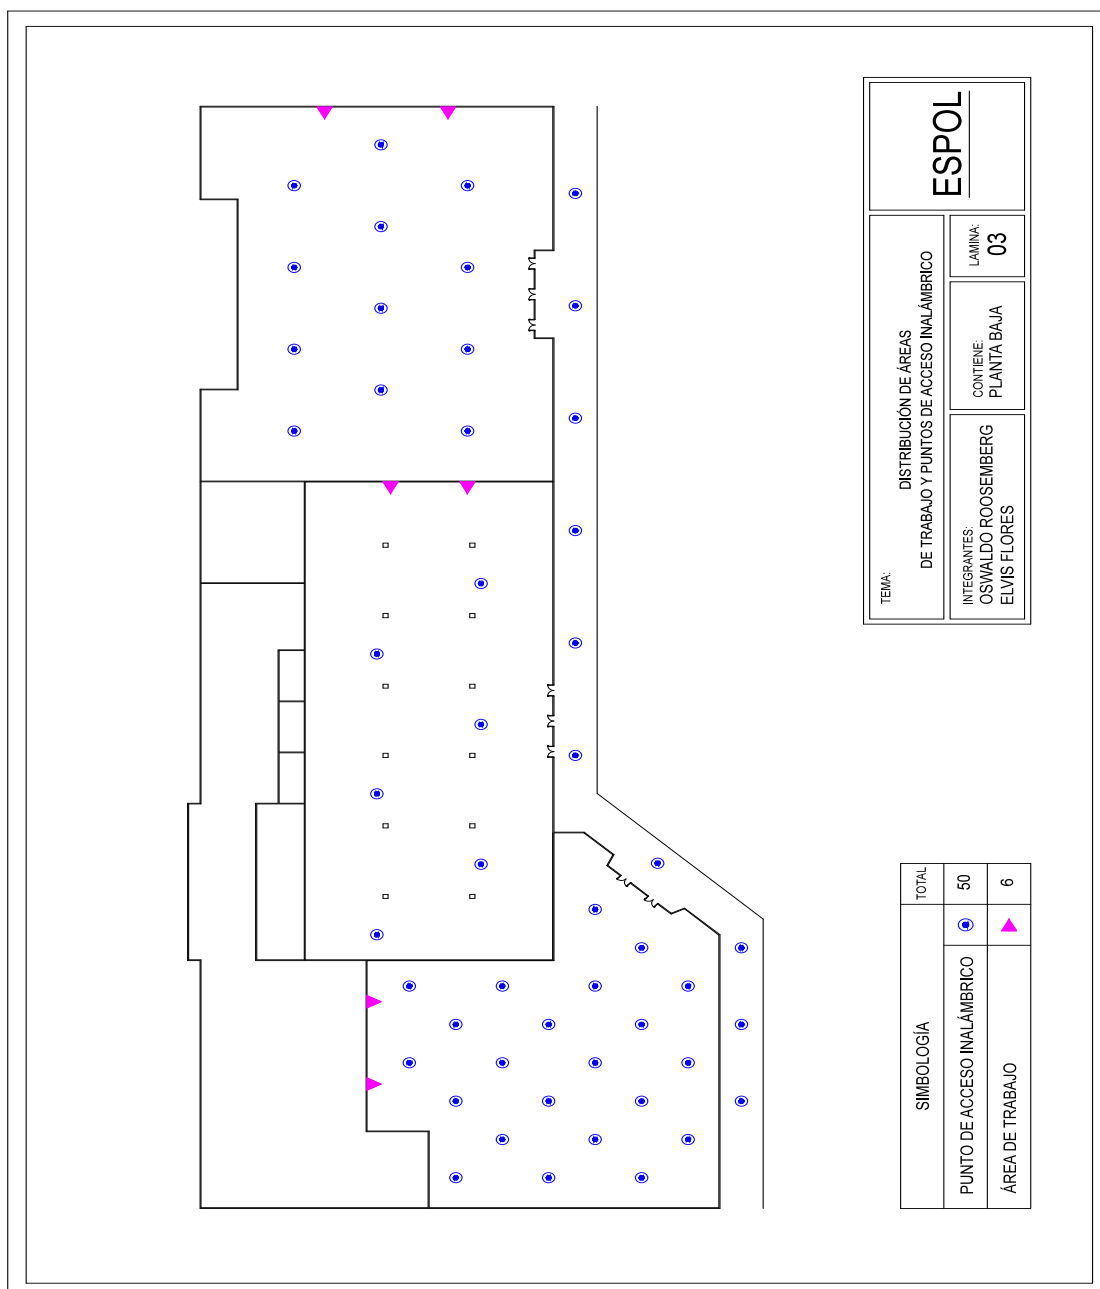 SIMBOLOGÍA
TOTAL
PUNTO DE ACCESO INALÁMBRICO
50
ÁREA DE TRABAJO
6
TEMA:
DISTRIBUCIÓN DE ÁREAS
DE TRABAJO Y PUNTOS DE ACCESO INALÁMBRICO
ESPOL
INTEGRANTES:
OSWALDO ROOSEMBERG
ELVIS FLORES
CONTIENE:
PLANTA BAJA
LAMINA:
03